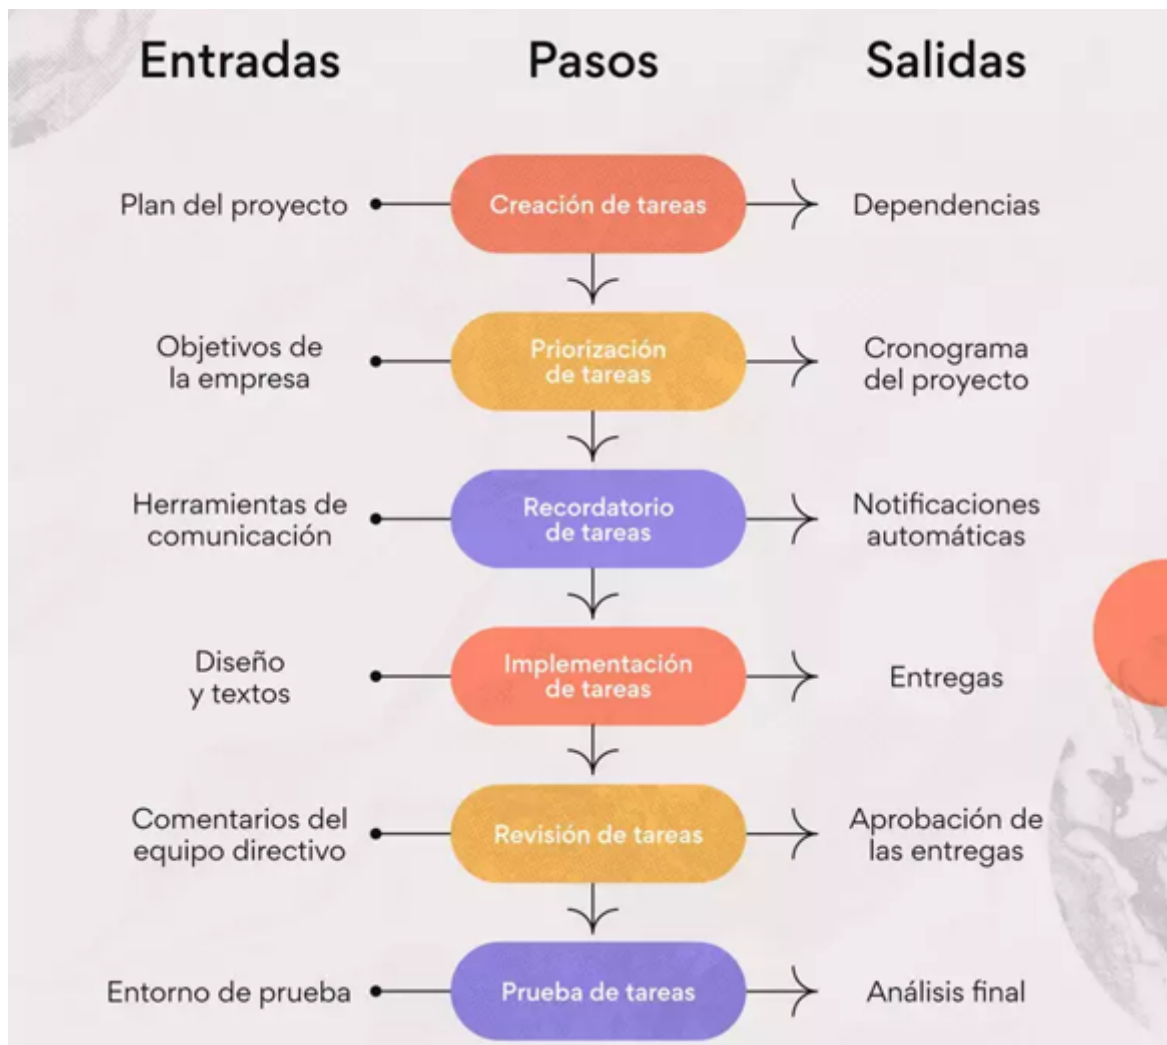 Entradas
Pasos
Salidas
Plan del proyecto
Creación de tareas
Dependencias
Objetivos de
la empresa
Priorización
de tareas
Cronograma
del proyecto
Herramientas de
comunicación
Recordatorio
de tareas
Notificaciones
automáticas
Diseño
y textos
Implementación
de tareas
Entregas
Comentarios del
equipo directivo
Revisión de tareas
Aprobación de
las entregas
Entorno de prueba
Prueba de tareas
Análisis final